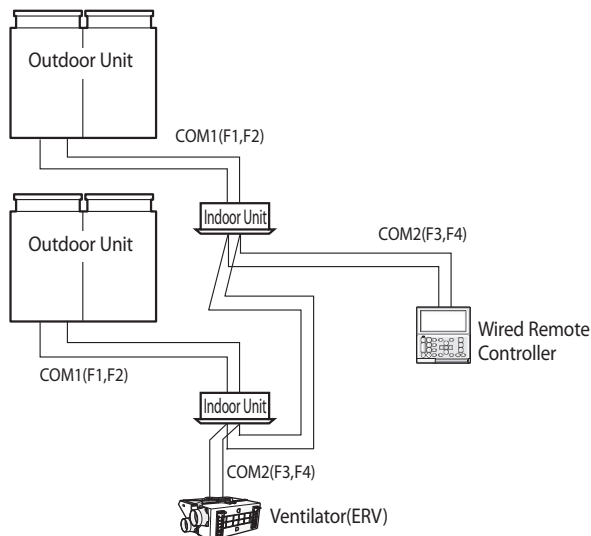 Outdoor Unit
COM1(F1,F2)
Indoor Unit
COM2(F3,F4)
Outdoor Unit
Wired Remote
Controller
COM1(F1,F2)
Indoor Unit
COM2(F3,F4)
Ventilator(ERV)